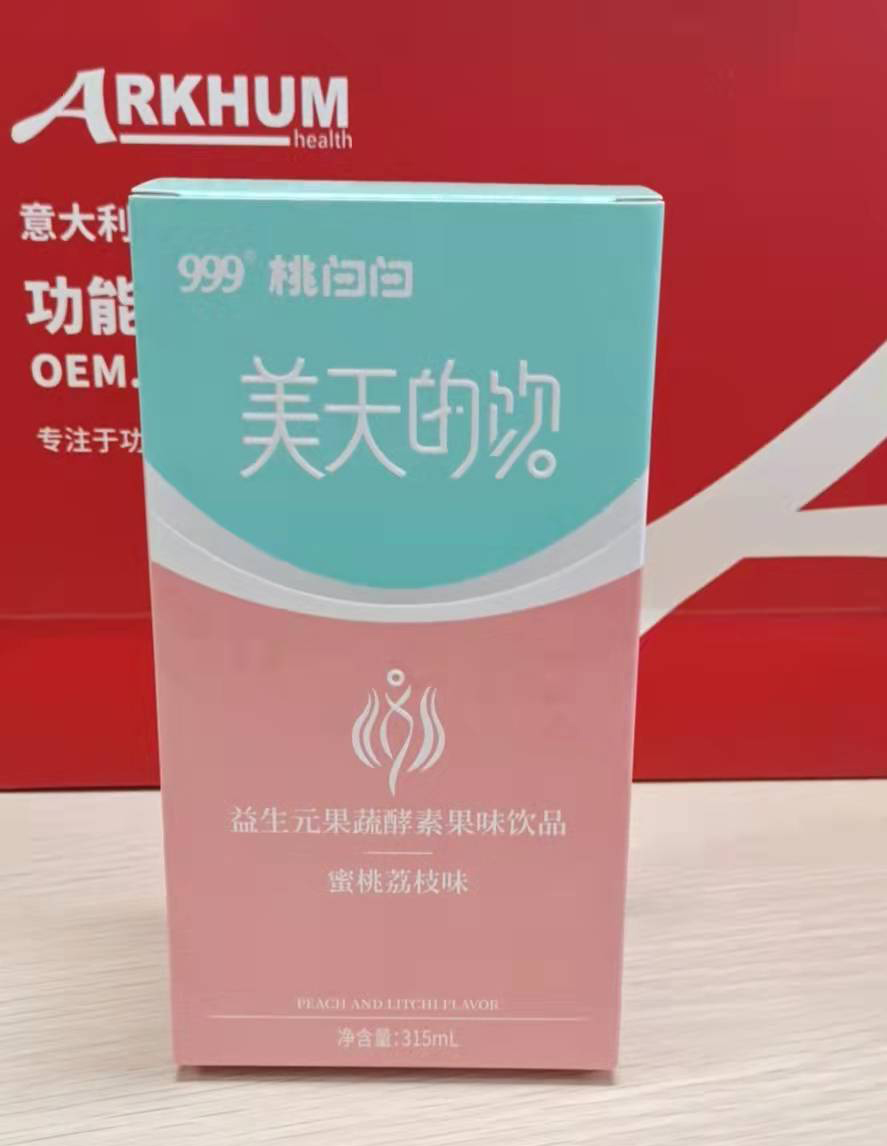 ARKHUM
health
意大利
功能
OEM.
专注于功
999® 桃
美天的饮
益生元果蔬酵素果味饮品
蜜桃荔枝味
PEACH AND LITCHI FLAVOR
净含量:315mL